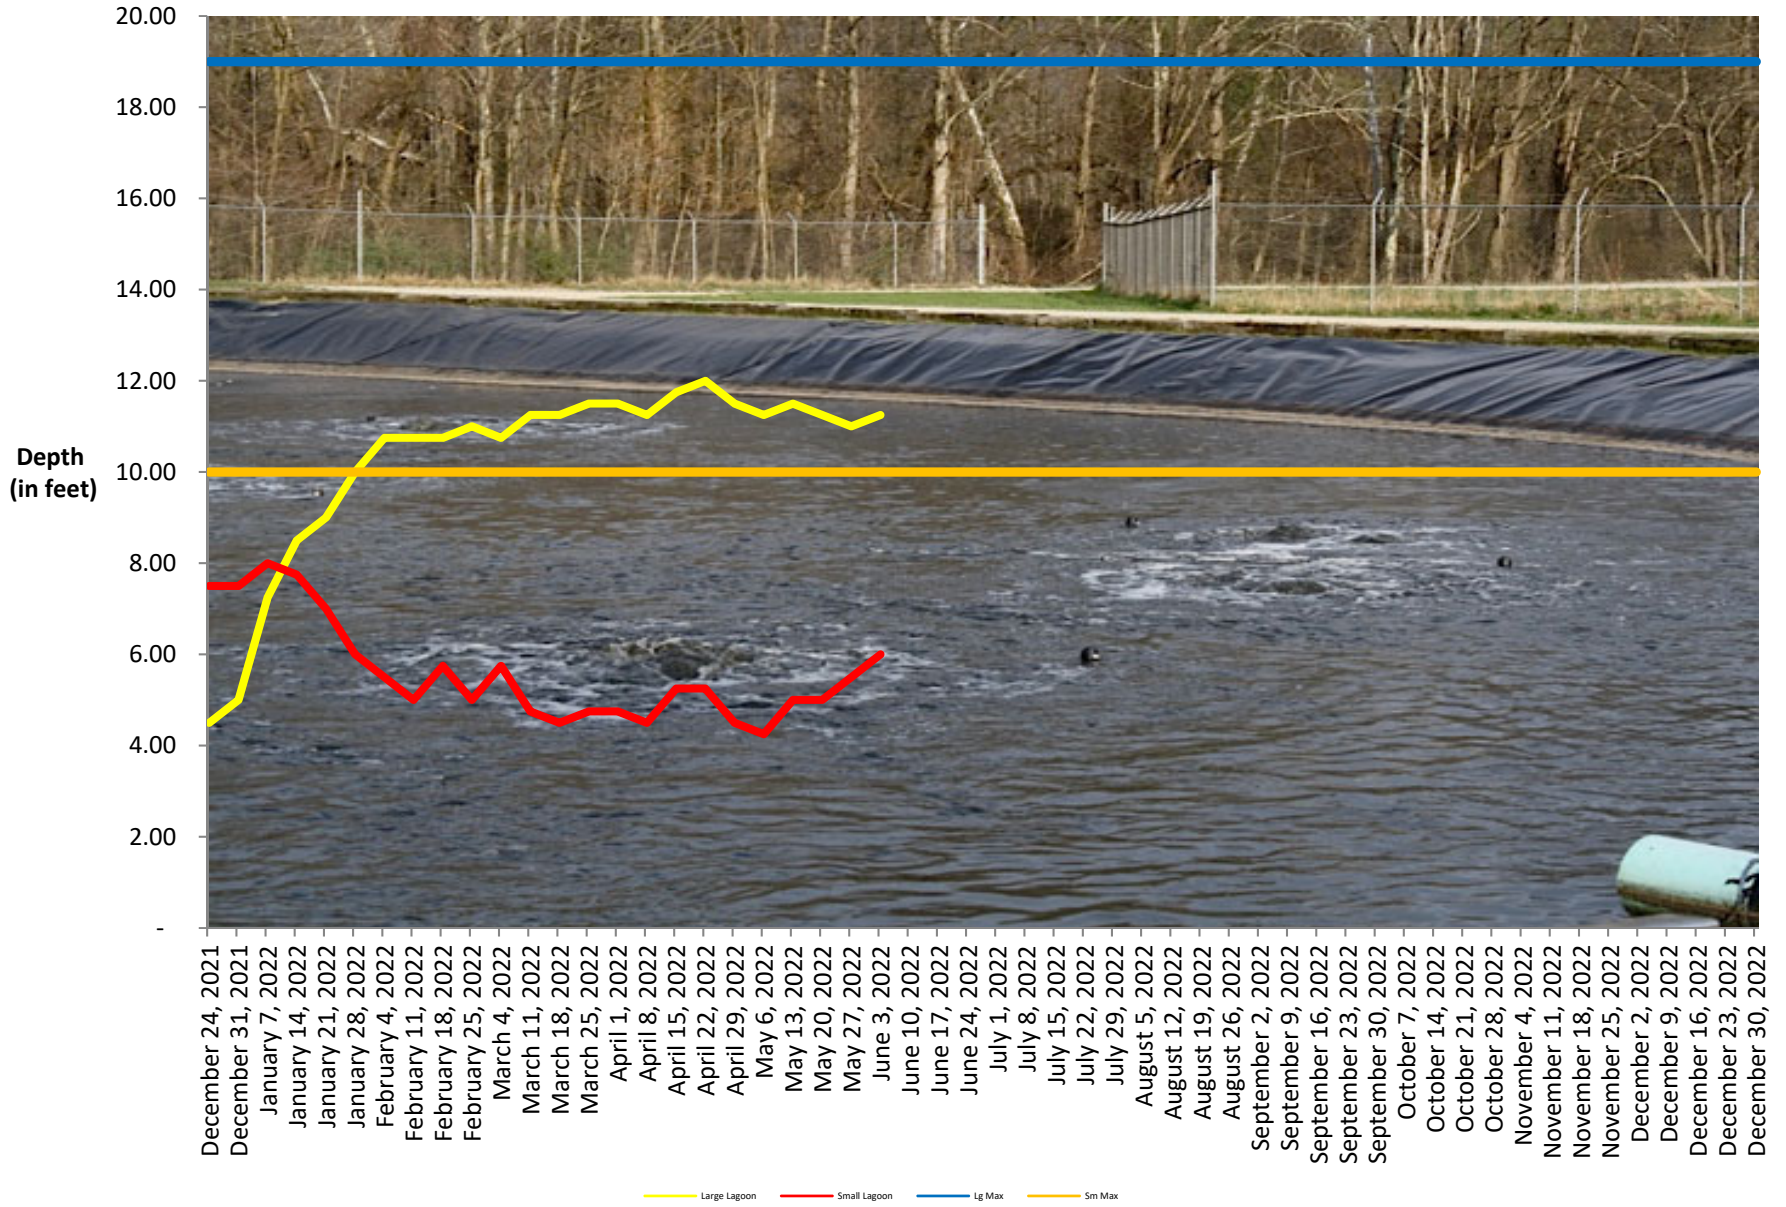 20.00
18.00
16.00
14.00
12.00
10.00
8.00
6.00
4.00
2.00
-
Depth
(in feet)
December 24, 2021
December 31, 2021
January 7, 2022
January 14, 2022
January 21, 2022
January 28, 2022
February 4, 2022
February 11, 2022
February 18, 2022
February 25, 2022
March 4, 2022
March 11, 2022
March 18, 2022
March 25, 2022
April 1, 2022
April 8, 2022
April 15, 2022
April 22, 2022
April 29, 2022
May 6, 2022
May 13, 2022
May 20, 2022
May 27, 2022
June 3, 2022
June 10, 2022
June 17, 2022
June 24, 2022
July 1, 2022
July 8, 2022
July 15, 2022
July 22, 2022
July 29, 2022
August 5, 2022
August 12, 2022
August 19, 2022
August 26, 2022
September 2, 2022
September 9, 2022
September 16, 2022
September 23, 2022
September 30, 2022
October 7, 2022
October 14, 2022
October 21, 2022
October 28, 2022
November 4, 2022
November 11, 2022
November 18, 2022
November 25, 2022
December 2, 2022
December 9, 2022
December 16, 2022
December 23, 2022
December 30, 2022
Large Lagoon
Small Lagoon
Lg Max
Sm Max